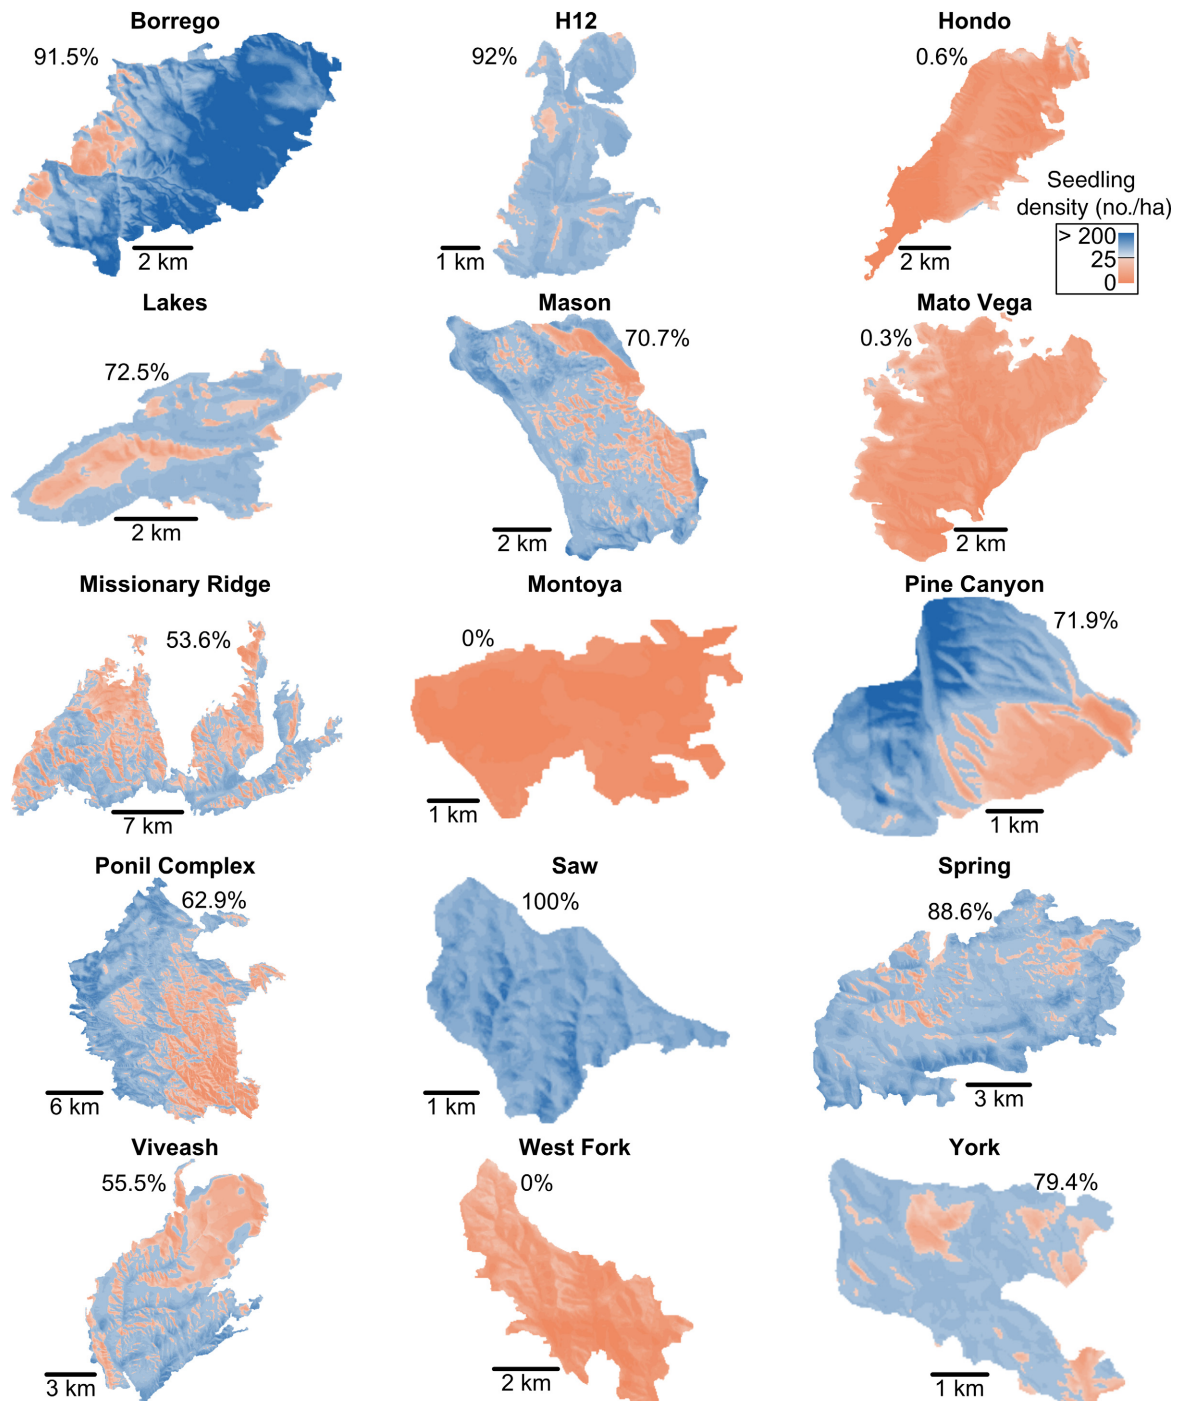 Borrego
91.5%
2 km
H12
92%
1 km
Hondo
0.6%
2 km
Seedling
density (no./ha)
> 200
25
0
Lakes
72.5%
2 km
Mason
70.7%
2 km
Mato Vega
0.3%
2 km
Missionary Ridge
53.6%
7 km
Montoya
0%
1 km
Pine Canyon
71.9%
1 km
Ponil Complex
62.9%
6 km
Saw
100%
1 km
Spring
88.6%
3 km
Viveash
55.5%
3 km
West Fork
0%
2 km
York
79.4%
1 km